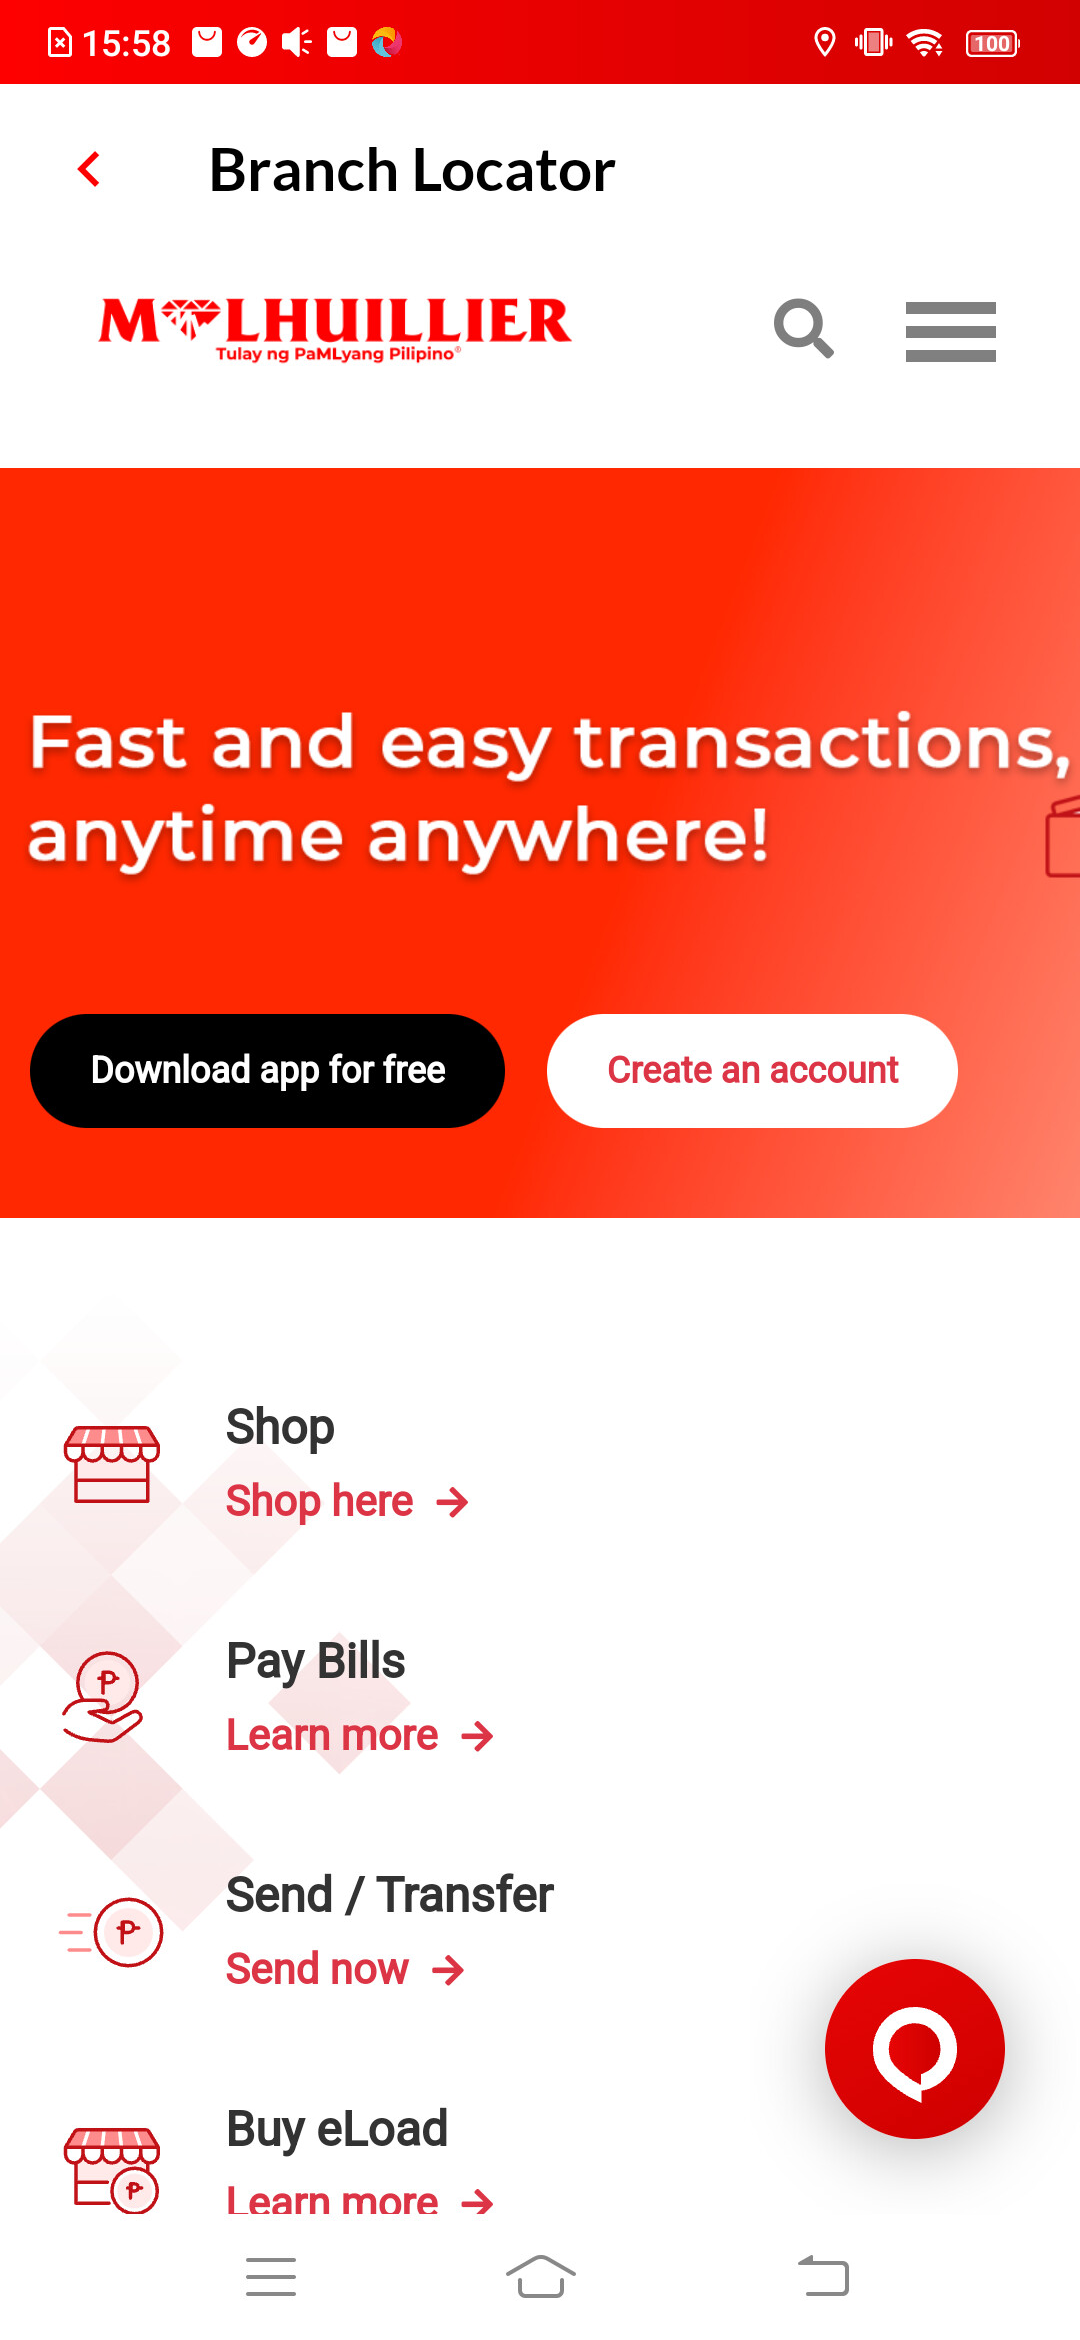 15:58
100
Branch Locator
M LHUILLIER
Tulay ng PaMLyang Pilipino®
Fast and easy transactions,
anytime anywhere!
Download app for free
Create an account
Shop
Shop here
Pay Bills
Learn more
Send / Transfer
Send now
Buy eLoad
Learn more